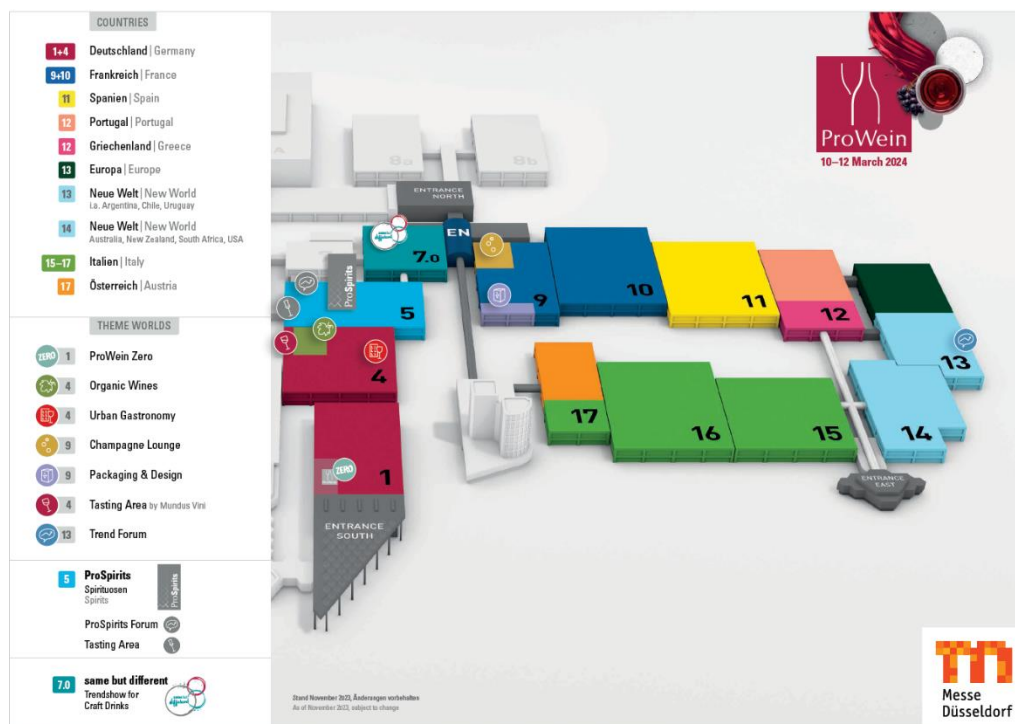 COUNTRIES
1+4 Deutschland | Germany
9+10 Frankreich | France
11 Spanien | Spain
12 Portugal | Portugal
12 Griechenland | Greece
13 Europa | Europe
13 Neue Welt | New World
i.a. Argentina, Chile, Uruguay
14 Neue Welt | New World
Australia, New Zealand, South Africa, USA
15–17 Italien | Italy
17 Österreich | Austria
THEME WORLDS
ZERO 1 ProWein Zero
4 Organic Wines
4 Urban Gastronomy
9 Champagne Lounge
9 Packaging & Design
4 Tasting Area by Mundus Vini
13 Trend Forum
5 ProSpirits
Spirituosen
Spirits
ProSpirits
ProSpirits Forum
Tasting Area
7.0 same but different
Trendshow for
Craft Drinks
same but
different
ProWein
10–12 March 2024
8a
8b
ENTRANCE
NORTH
EN
same but
different
7.0
ProSpirits
5
9
10
11
12
13
4
17
16
15
14
ZERO
1
ENTRANCE
SOUTH
ENTRANCE
EAST
Stand November 2023, Änderungen vorbehalten
As of November 2023, subject to change
Messe
Düsseldorf